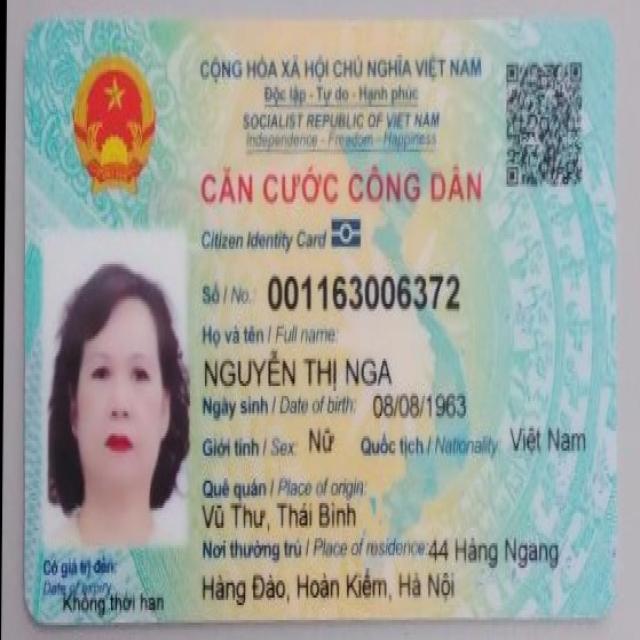 CỘNG HÒA XÃ HỘI CHỦ NGHĨA VIỆT NAM
Độc lập - Tự do - Hạnh phúc
SOCIALIST REPUBLIC OF VIET NAM
Independence - Freedom - Happiness
CĂN CƯỚC CÔNG DÂN
Citizen Identity Card
Số / No.: 001163006372
Họ và tên / Full name:
NGUYỄN THỊ NGA
Ngày sinh / Date of birth: 08/08/1963
Giới tính / Sex: Nữ Quốc tịch / Nationality: Việt Nam
Quê quán / Place of origin:
Vũ Thư, Thái Bình
Nơi thường trú / Place of residence: 44 Hàng Ngang
Hàng Đào, Hoàn Kiếm, Hà Nội
Có giá trị đến:
Date of expiry
Không thời hạn